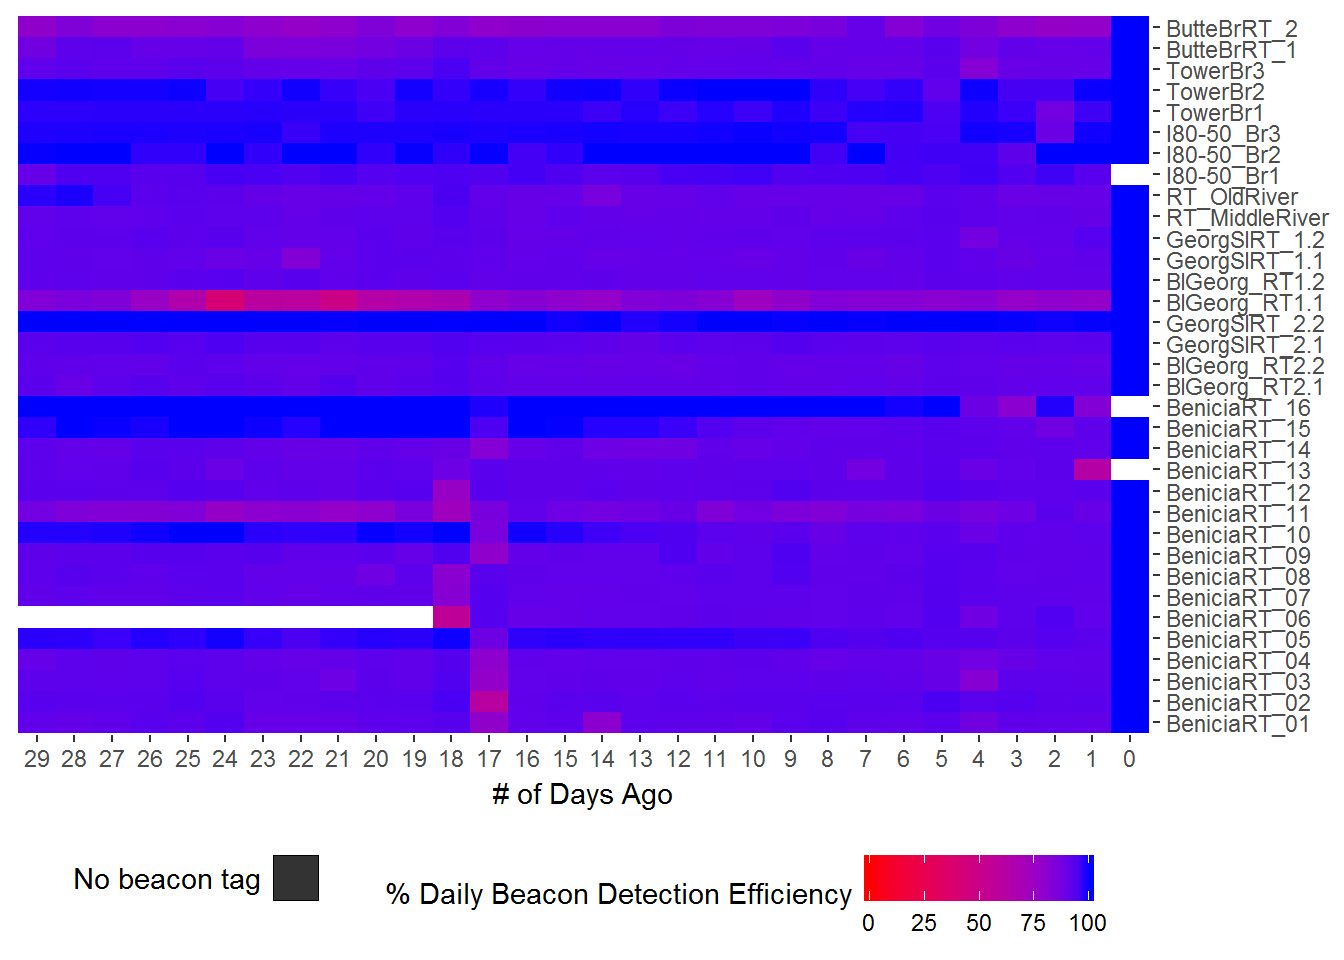 ButteBrRT_2
ButteBrRT_1
TowerBr3
TowerBr2
TowerBr1
I80-50_Br3
I80-50_Br2
I80-50_Br1
RT_OldRiver
RT_MiddleRiver
GeorgSlRT_1.2
GeorgSlRT_1.1
BlGeorg_RT1.2
BlGeorg_RT1.1
GeorgSlRT_2.2
GeorgSlRT_2.1
BlGeorg_RT2.2
BlGeorg_RT2.1
BeniciaRT_16
BeniciaRT_15
BeniciaRT_14
BeniciaRT_13
BeniciaRT_12
BeniciaRT_11
BeniciaRT_10
BeniciaRT_09
BeniciaRT_08
BeniciaRT_07
BeniciaRT_06
BeniciaRT_05
BeniciaRT_04
BeniciaRT_03
BeniciaRT_02
BeniciaRT_01
29 28 27 26 25 24 23 22 21 20 19 18 17 16 15 14 13 12 11 10 9 8 7 6 5 4 3 2 1 0
# of Days Ago
No beacon tag
% Daily Beacon Detection Efficiency
0 25 50 75 100